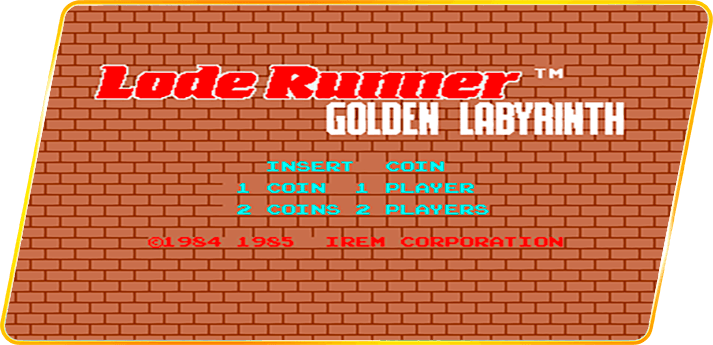 Lode Runner ™
GOLDEN LABYRINTH
INSERT COIN
1 COIN 1 PLAYER
2 COINS 2 PLAYERS
©1984 1985 IREM CORPORATION